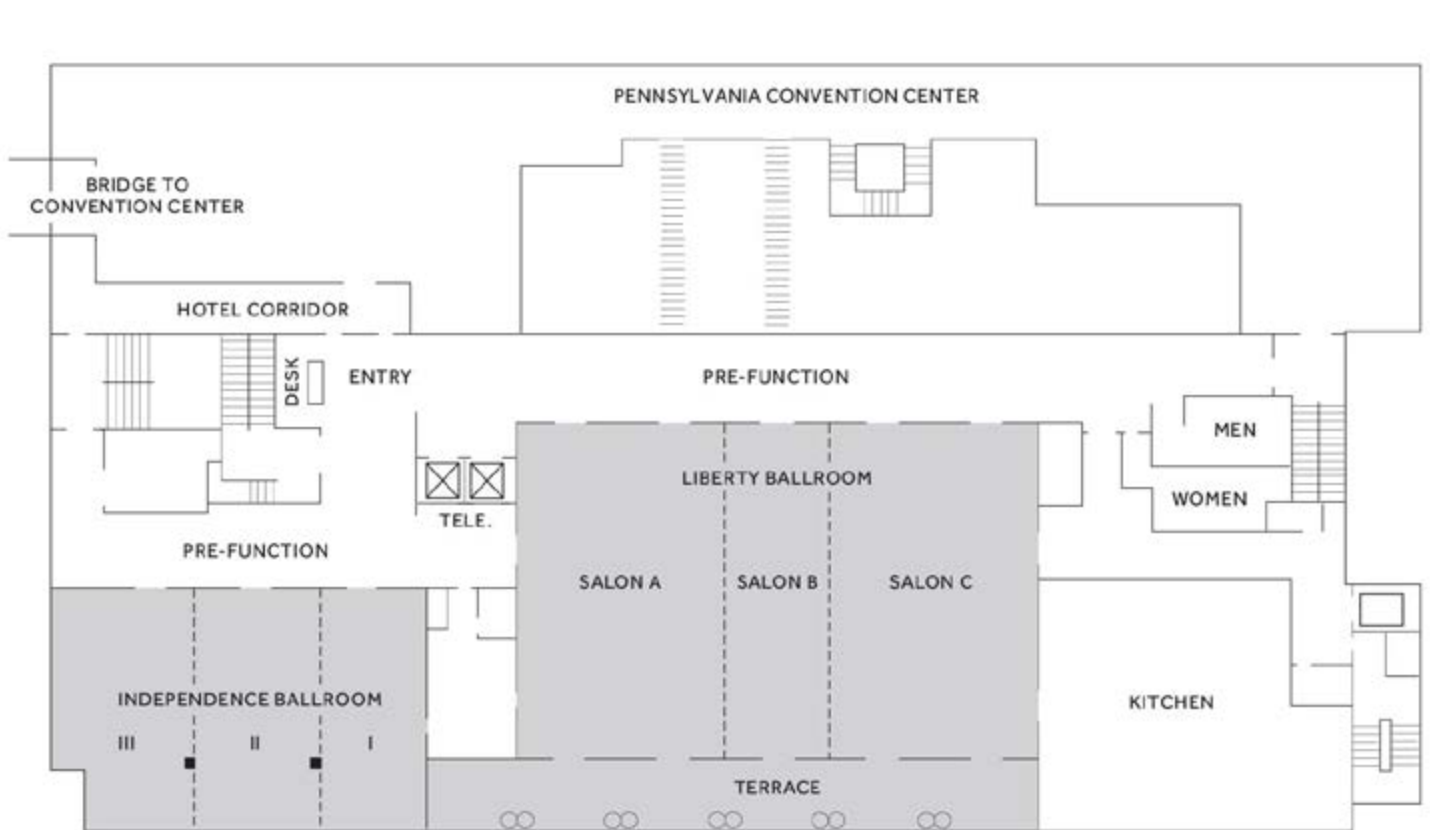 PENNSYLVANIA CONVENTION CENTER
BRIDGE TO
CONVENTION CENTER
HOTEL CORRIDOR
DESK
ENTRY
PRE-FUNCTION
MEN
LIBERTY BALLROOM
WOMEN
TELE.
PRE-FUNCTION
SALON A
SALON B
SALON C
INDEPENDENCE BALLROOM
KITCHEN
III
II
I
TERRACE